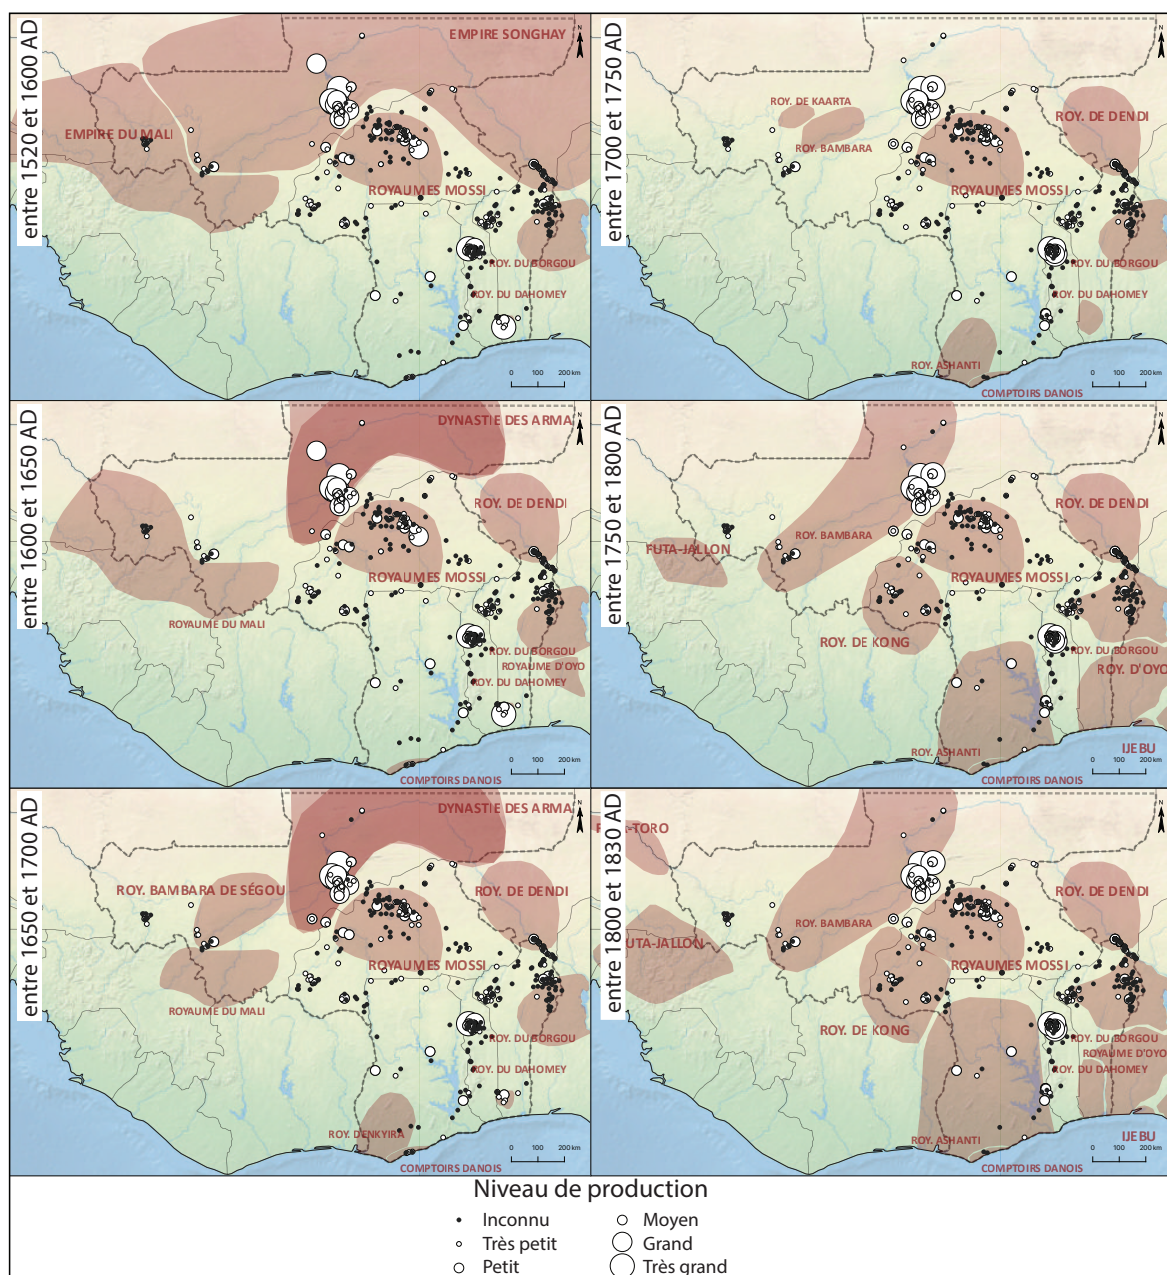 entre 1520 et 1600 AD
EMPIRE SONGHAY
N
EMPIRE DU MALI
ROYAUMES MOSSI
ROY. DU BORGOU
ROY. DU DAHOMEY
0 200 km
entre 1700 et 1750 AD
N
ROY. DE KAARTA
ROY. BAMBARA
ROY. DE DENDI
ROYAUMES MOSSI
ROY. DU BORGOU
ROY. DU DAHOMEY
ROY. ASHANTI
COMPTOIRS DANOIS
0 100 200 km
entre 1600 et 1650 AD
DYNASTIE DES ARMA
N
ROY. DE DENDI
ROYAUMES MOSSI
ROYAUME DU MALI
ROY. DU BORGOU
ROYAUME D'OYO
ROY. DU DAHOMEY
COMPTOIRS DANOIS
0 100 200 km
entre 1750 et 1800 AD
N
ROY. DE DENDI
ROY. BAMBARA
FUTA-JALLON
ROYAUMES MOSSI
ROY. DE KONG
ROY. DU BORGOU
ROY. D'OYO
ROY. ASHANTI
IJEBU
COMPTOIRS DANOIS
0 100 200 km
entre 1650 et 1700 AD
DYNASTIE DES ARMA
N
ROY. BAMBARA DE SÉGOU
ROY. DE DENDI
ROYAUMES MOSSI
ROYAUME DU MALI
ROY. DU BORGOU
ROY. DU DAHOMEY
ROY. DENKYIRA
COMPTOIRS DANOIS
0 100 200 km
entre 1800 et 1830 AD
N
-TORO
ROY. DE DENDI
ROY. BAMBARA
UTA-JALLON
ROYAUMES MOSSI
ROY. DE KONG
ROY. DU BORGOU
ROYAUME D'OYO
ROY. DU DAHOMEY
ROY. ASHANTI
IJEBU
COMPTOIRS DANOIS
0 100 200 km
Niveau de production
Inconnu
Très petit
Petit
Moyen
Grand
Très grand